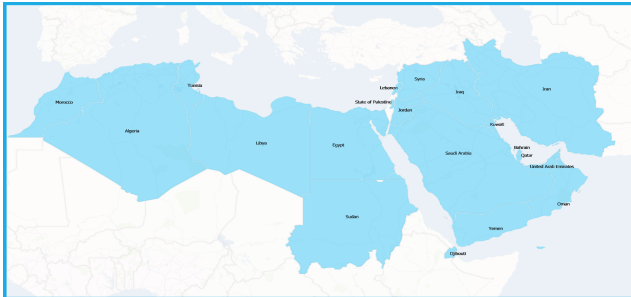 Tunisia
Morocco
Algeria
Libya
Egypt
Sudan
Lebanon
Syria
State of Palestine
Jordan
Iraq
Iran
Kuwait
Saudi Arabia
Bahrain
Qatar
United Arab Emirates
Oman
Yemen
Djibouti